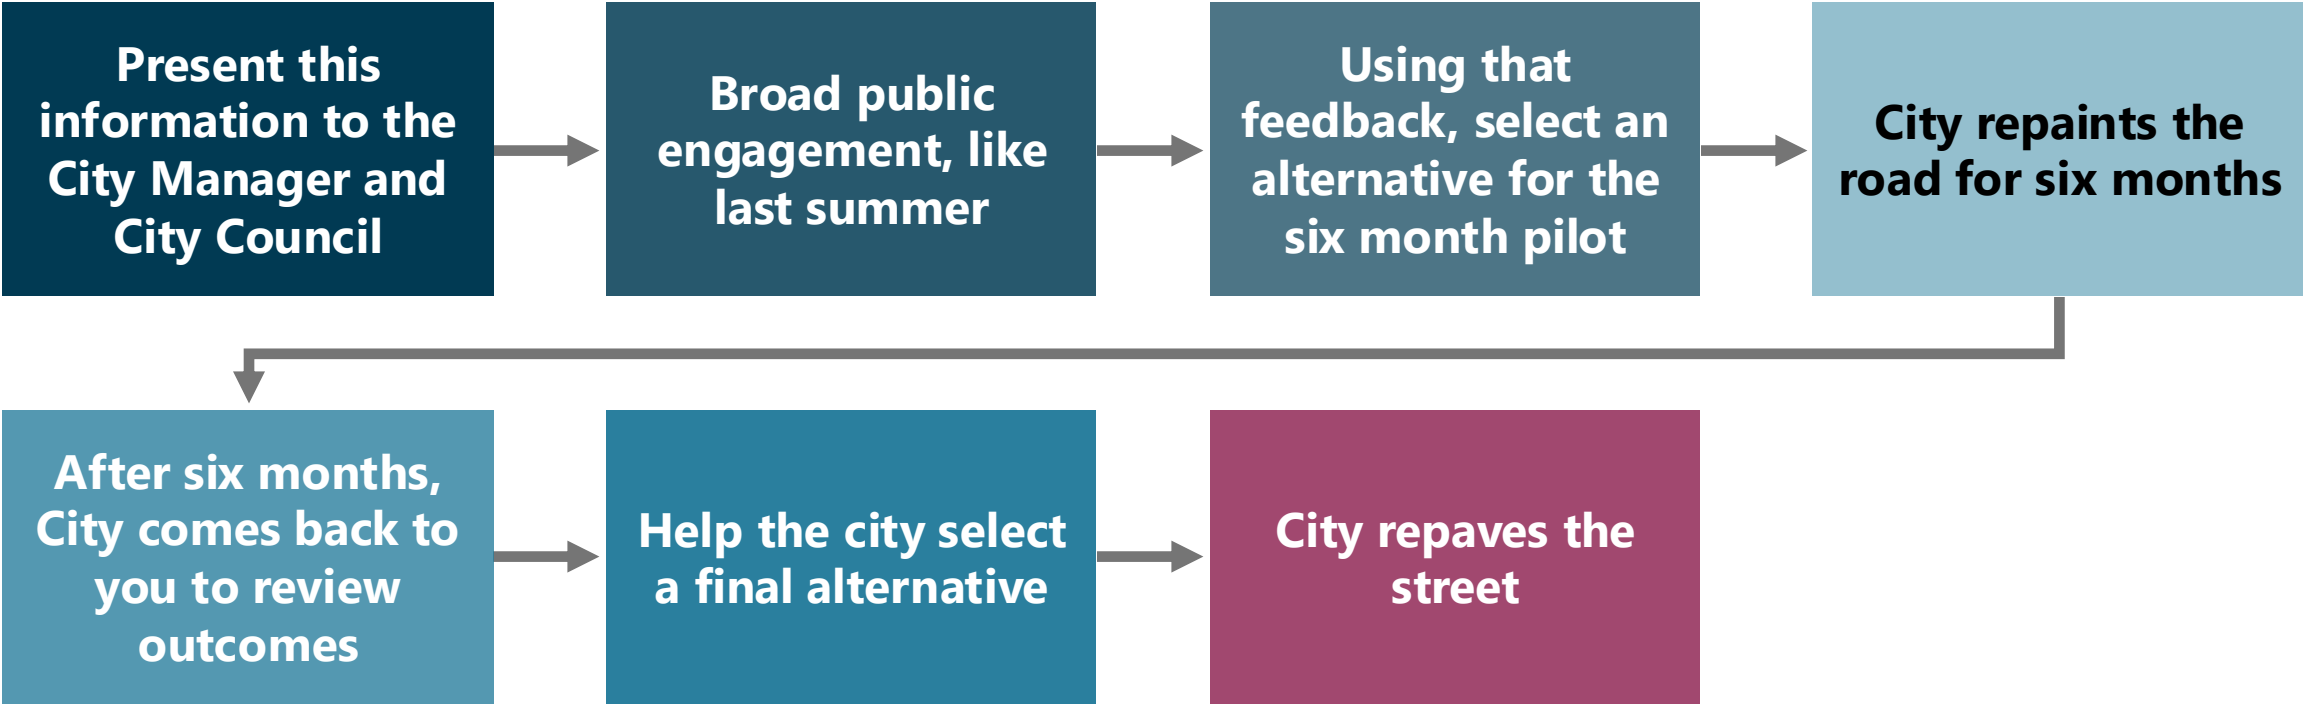 Present this
information to the
City Manager and
City Council
Broad public
engagement, like
last summer
Using that
feedback, select an
alternative for the
six month pilot
City repaints the
road for six months
After six months,
City comes back to
you to review
outcomes
Help the city select
a final alternative
City repaves the
street